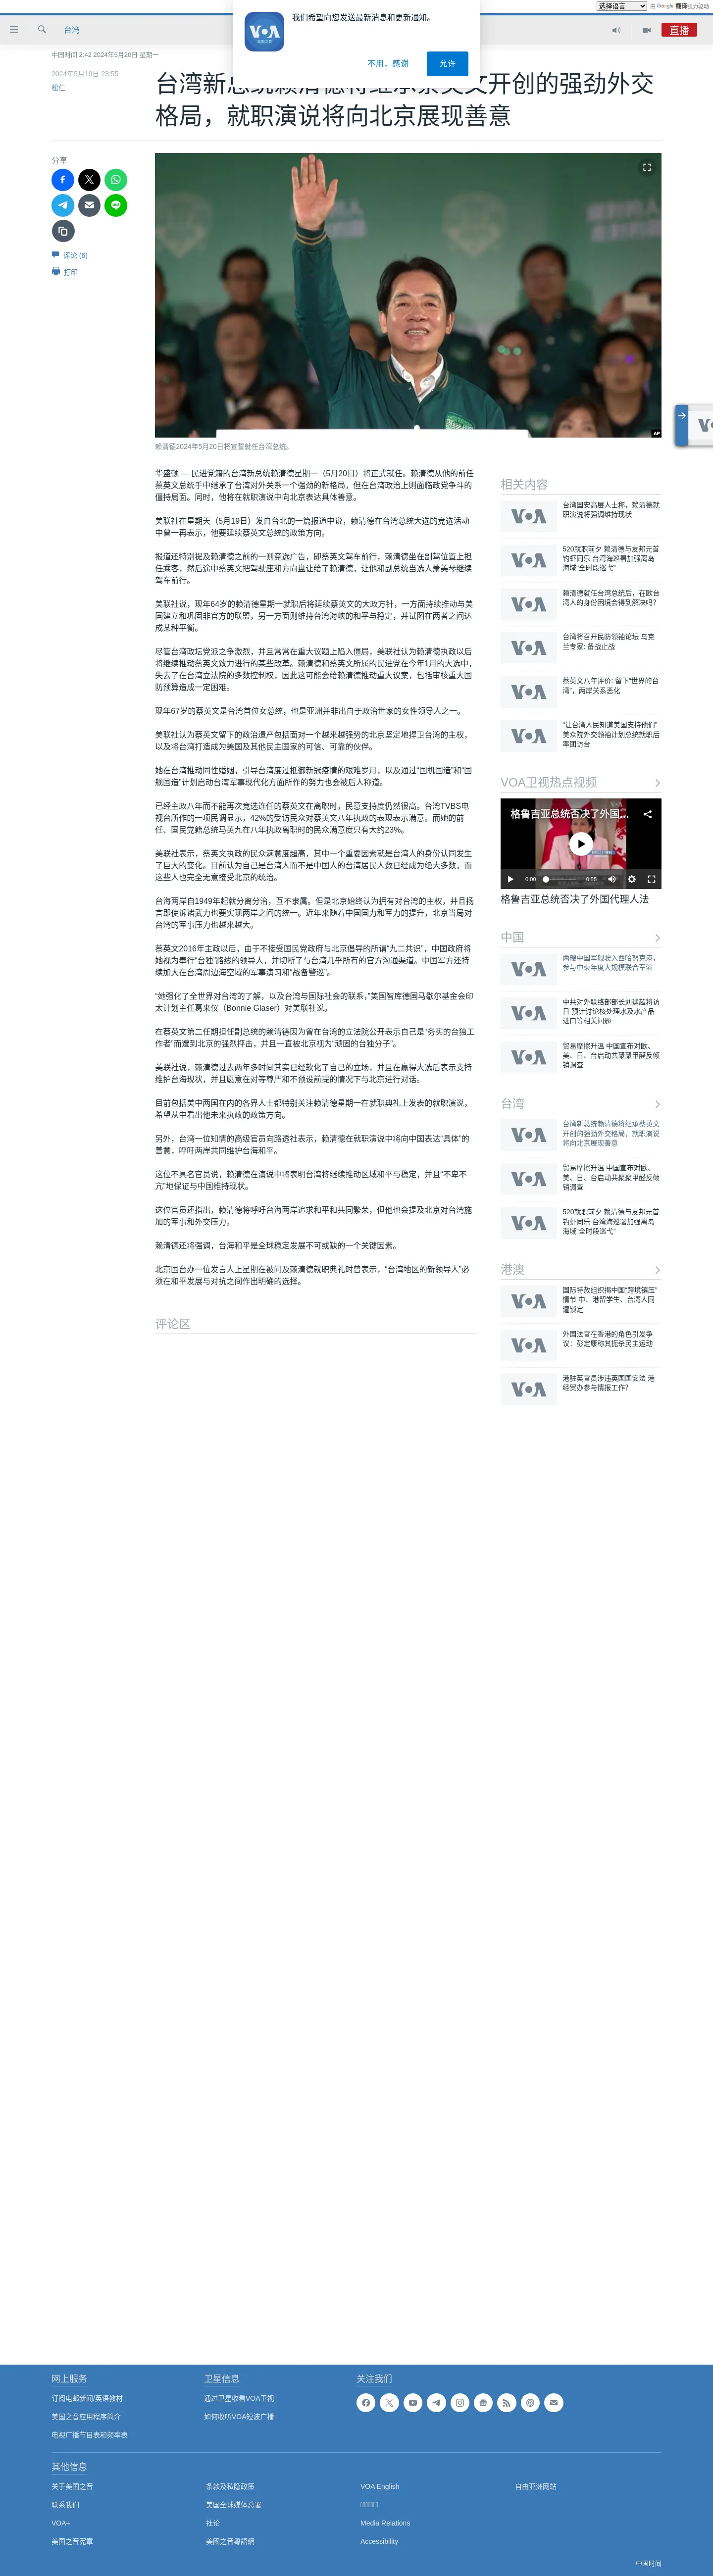 选择语言
由 Google 翻译强力驱动
我们希望向您发送最新消息和更新通知。
不用，感谢
允许
VOA
台湾
直播
中国时间 2:42 2024年5月20日 星期一
2024年5月19日 23:55
松仁
台湾新总统赖清德将继承蔡英文开创的强劲外交
格局，就职演说将向北京展现善意
分享
评论 (6)
打印
AP
赖清德2024年5月20日将宣誓就任台湾总统。
华盛顿 — 民进党籍的台湾新总统赖清德星期一（5月20日）将正式就任。赖清德从他的前任
蔡英文总统手中继承了台湾对外关系一个强劲的新格局，但在台湾政治上则面临政党争斗的
僵持局面。同时，他将在就职演说中向北京表达具体善意。
美联社在星期天（5月19日）发自台北的一篇报道中说，赖清德在台湾总统大选的竞选活动
中曾一再表示，他要延续蔡英文总统的政策方向。
报道还特别提及赖清德之前的一则竞选广告，即蔡英文驾车前行，赖清德坐在副驾位置上担
任乘客，然后途中蔡英文把驾驶座和方向盘让给了赖清德，让他和副总统当选人萧美琴继续
驾车前行。
美联社说，现年64岁的赖清德星期一就职后将延续蔡英文的大政方针，一方面持续推动与美
国建立和巩固非官方的联盟，另一方面则维持台湾海峡的和平与稳定，并试图在两者之间达
成某种平衡。
尽管台湾政坛党派之争激烈，并且常常在重大议题上陷入僵局，美联社认为赖清德执政以后
将继续推动蔡英文致力进行的某些改革。赖清德和蔡英文所属的民进党在今年1月的大选中，
失去了在台湾立法院的多数控制权，因此这可能会给赖清德推动重大议案，包括审核重大国
防预算造成一定困难。
现年67岁的蔡英文是台湾首位女总统，也是亚洲并非出自于政治世家的女性领导人之一。
美联社认为蔡英文留下的政治遗产包括面对一个越来越强势的北京坚定地捍卫台湾的主权，
以及将台湾打造成为美国及其他民主国家的可信、可靠的伙伴。
她在台湾推动同性婚姻，引导台湾度过抵御新冠疫情的艰难岁月，以及通过“国机国造”和“国
舰国造”计划启动台湾军事现代化方面所作的努力也会被后人称道。
已经主政八年而不能再次竞选连任的蔡英文在离职时，民意支持度仍然很高。台湾TVBS电
视台所作的一项民调显示，42%的受访民众对蔡英文八年执政的表现表示满意。而她的前
任、国民党籍总统马英九在八年执政离职时的民众满意度只有大约23%。
美联社表示，蔡英文执政的民众满意度超高，其中一个重要因素就是台湾人的身份认同发生
了巨大的变化。目前认为自己是台湾人而不是中国人的台湾居民人数已经成为绝大多数，而
这些人也完全无意接受北京的统治。
台海两岸自1949年起就分离分治，互不隶属。但是北京始终认为拥有对台湾的主权，并且扬
言即使诉诸武力也要实现两岸之间的统一。近年来随着中国国力和军力的提升，北京当局对
台湾的军事压力也越来越大。
蔡英文2016年主政以后，由于不接受国民党政府与北京倡导的所谓“九二共识”，中国政府将
她视为奉行“台独”路线的领导人，并切断了与台湾几乎所有的官方沟通渠道。中国军方还持
续加大在台湾周边海空域的军事演习和“战备警巡”。
“她强化了全世界对台湾的了解，以及台湾与国际社会的联系，”美国智库德国马歇尔基金会印
太计划主任葛来仪（Bonnie Glaser）对美联社说。
在蔡英文第二任期担任副总统的赖清德因为曾在台湾的立法院公开表示自己是“务实的台独工
作者”而遭到北京的强烈抨击，并且一直被北京视为“顽固的台独分子”。
美联社说，赖清德过去两年多时间其实已经软化了自己的立场，并且在赢得大选后表示支持
维护台海现状，并且愿意在对等尊严和不预设前提的情况下与北京进行对话。
目前包括美中两国在内的各界人士都特别关注赖清德星期一在就职典礼上发表的就职演说，
希望从中看出他未来执政的政策方向。
另外，台湾一位知情的高级官员向路透社表示，赖清德在就职演说中将向中国表达“具体”的
善意，呼吁两岸共同维护台海和平。
这位不具名官员说，赖清德在演说中将表明台湾将继续推动区域和平与稳定，并且“不卑不
亢”地保证与中国维持现状。
这位官员还指出，赖清德将呼吁台海两岸追求和平和共同繁荣，但他也会提及北京对台湾施
加的军事和外交压力。
赖清德还将强调，台海和平是全球稳定发展不可或缺的一个关键因素。
北京国台办一位发言人上星期在被问及赖清德就职典礼时曾表示，“台湾地区的新领导人”必
须在和平发展与对抗之间作出明确的选择。
评论区
相关内容
台湾国安高层人士称，赖清德就
职演说将强调维持现状
520就职前夕 赖清德与友邦元首
钓虾同乐 台湾海巡署加强离岛
海域“全时段巡弋”
赖清德就任台湾总统后，在欧台
湾人的身份困境会得到解决吗？
台湾将召开民防领袖论坛 乌克
兰专家: 备战止战
蔡英文八年评价: 留下“世界的台
湾”，两岸关系恶化
“让台湾人民知道美国支持他们”
美众院外交领袖计划总统就职后
率团访台
VOA卫视热点视频
格鲁吉亚总统否决了外国...
0:00
0:55
格鲁吉亚总统否决了外国代理人法
中国
两艘中国军舰驶入西哈努克港，
参与中柬年度大规模联合军演
中共对外联络部部长刘建超将访
日 预计讨论核处理水及水产品
进口等相关问题
贸易摩擦升温 中国宣布对欧、
美、日、台启动共聚聚甲醛反倾
销调查
台湾
台湾新总统赖清德将继承蔡英文
开创的强劲外交格局，就职演说
将向北京展现善意
贸易摩擦升温 中国宣布对欧、
美、日、台启动共聚聚甲醛反倾
销调查
520就职前夕 赖清德与友邦元首
钓虾同乐 台湾海巡署加强离岛
海域“全时段巡弋”
港澳
国际特赦组织揭中国“跨境镇压”
情节 中、港留学生、台湾人同
遭锁定
外国法官在香港的角色引发争
议：彭定康称其扼杀民主运动
港驻英官员涉违英国国安法 港
经贸办参与情报工作？
网上服务
订阅电邮新闻/英语教材
美国之音应用程序简介
电视广播节目表和频率表
卫星信息
通过卫星收看VOA卫视
如何收听VOA短波广播
关注我们
其他信息
关于美国之音
条款及私隐政策
VOA English
自由亚洲网站
联系我们
美国全球媒体总署
VOA+
社论
Media Relations
美国之音宪章
美國之音粵語網
Accessibility
中国时间